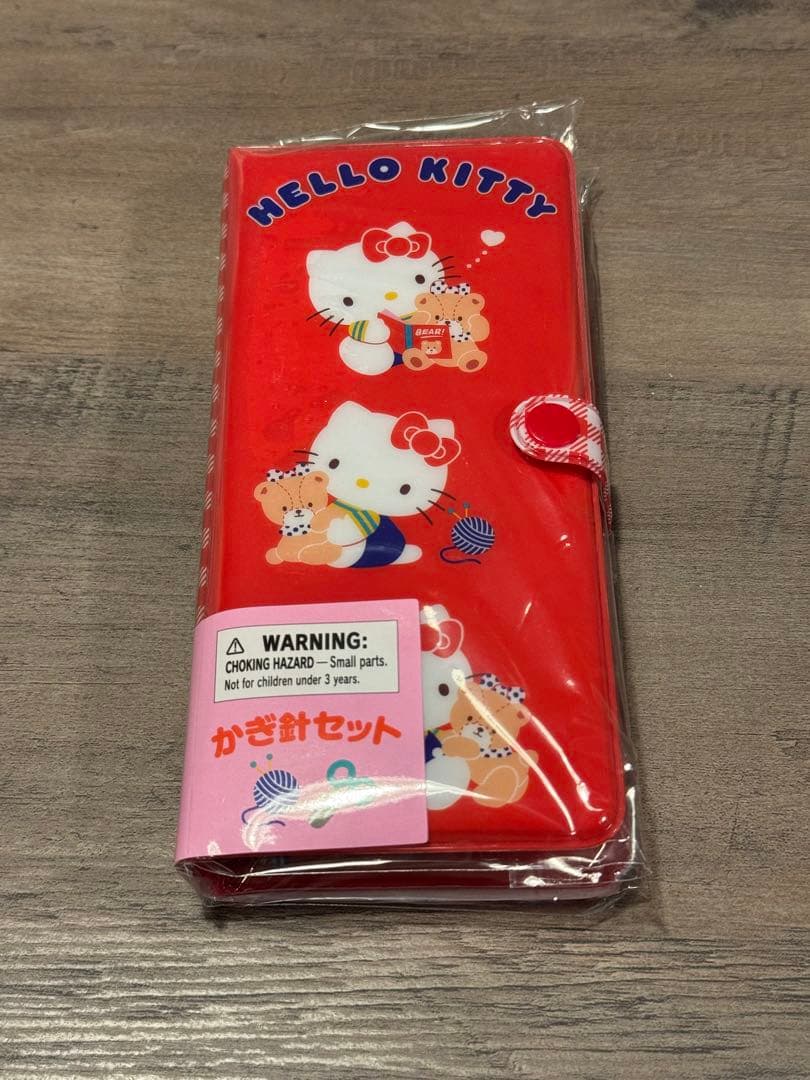 HELLO KITTY
BEAR!
WARNING:
CHOKING HAZARD — Small parts.
Not for children under 3 years.
かぎ針セット